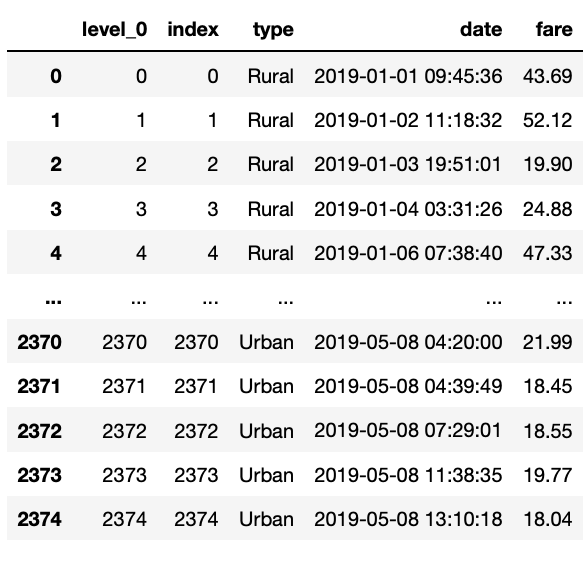 level_0 index type date fare
0 0 0 Rural 2019-01-01 09:45:36 43.69
1 1 1 Rural 2019-01-02 11:18:32 52.12
2 2 2 Rural 2019-01-03 19:51:01 19.90
3 3 3 Rural 2019-01-04 03:31:26 24.88
4 4 4 Rural 2019-01-06 07:38:40 47.33
... ... ... ... ... ...
2370 2370 2370 Urban 2019-05-08 04:20:00 21.99
2371 2371 2371 Urban 2019-05-08 04:39:49 18.45
2372 2372 2372 Urban 2019-05-08 07:29:01 18.55
2373 2373 2373 Urban 2019-05-08 11:38:35 19.77
2374 2374 2374 Urban 2019-05-08 13:10:18 18.04